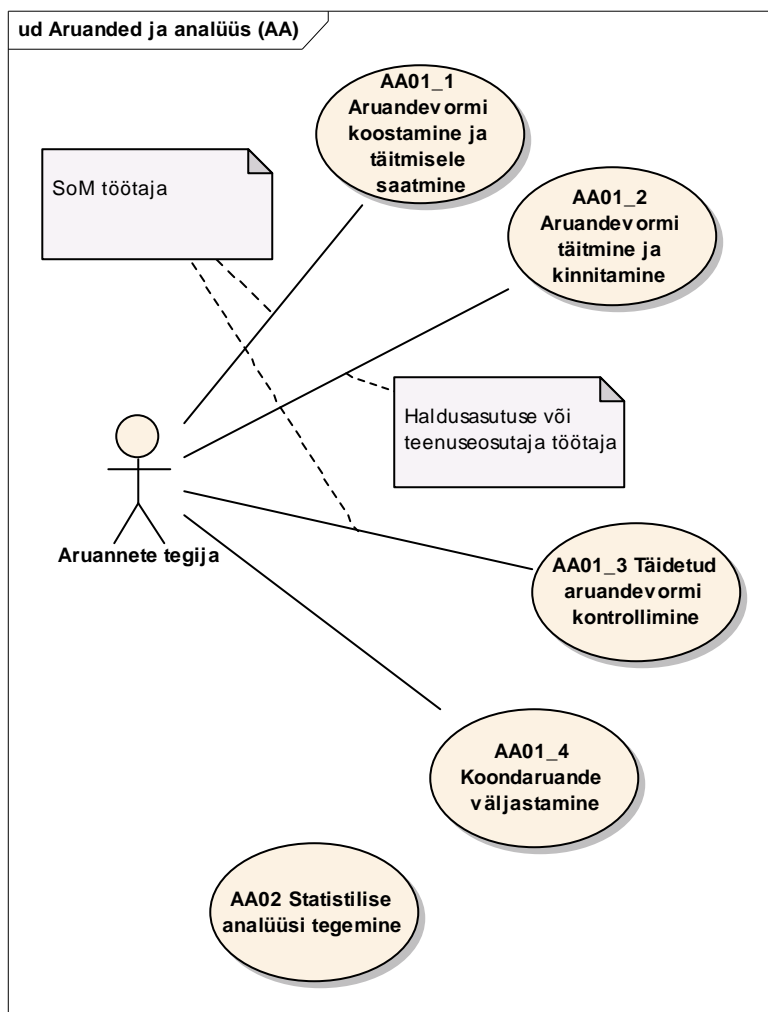 ud Aruanded ja analüüs (AA)
AA01_1
Aruandevormi
koostamine ja
täitmisele
saatmine
SoM töötaja
AA01_2
Aruandevormi
täitmine ja
kinnitamine
Haldusasutuse või
teenuseosutaja töötaja
Aruannete tegija
AA01_3 Täidetud
aruandevormi
kontrollimine
AA01_4
Koondaruande
väljastamine
AA02 Statistilise
analüüsi tegemine